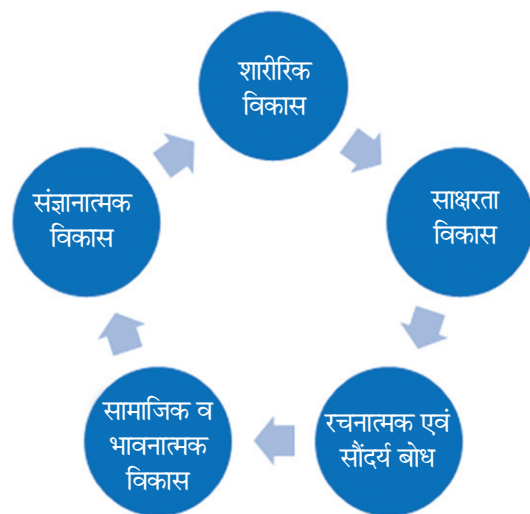 शारीरिक
विकास
साक्षरता
विकास
रचनात्मक एवं
सौंदर्य बोध
सामाजिक व
भावनात्मक
विकास
संज्ञानात्मक
विकास